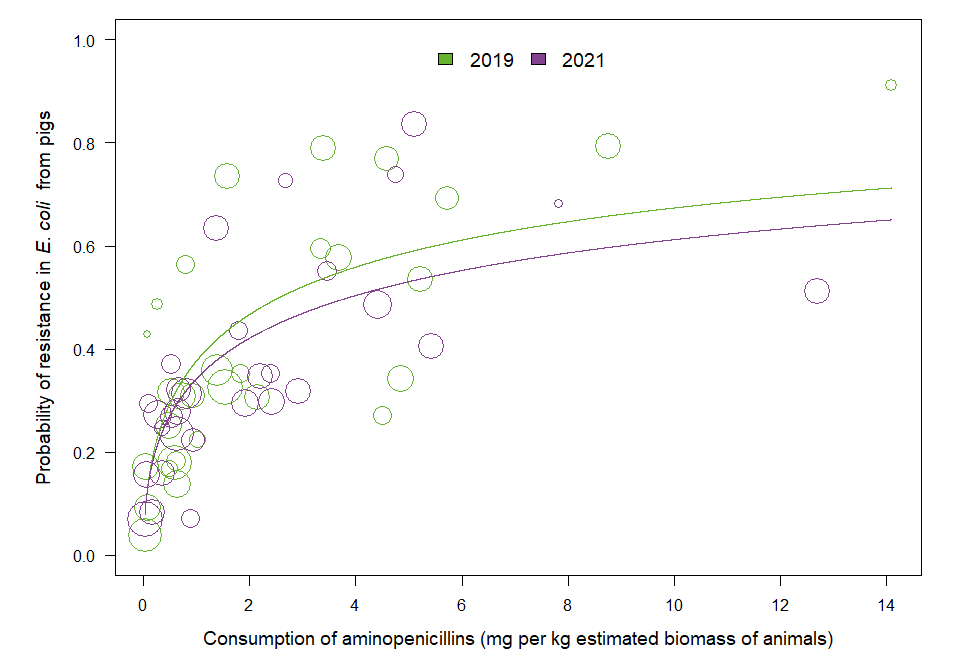 1.0
0.8
0.6
0.4
0.2
0.0
Probability of resistance in E. coli from pigs
2019 2021
0 2 4 6 8 10 12 14
Consumption of aminopenicillins (mg per kg estimated biomass of animals)